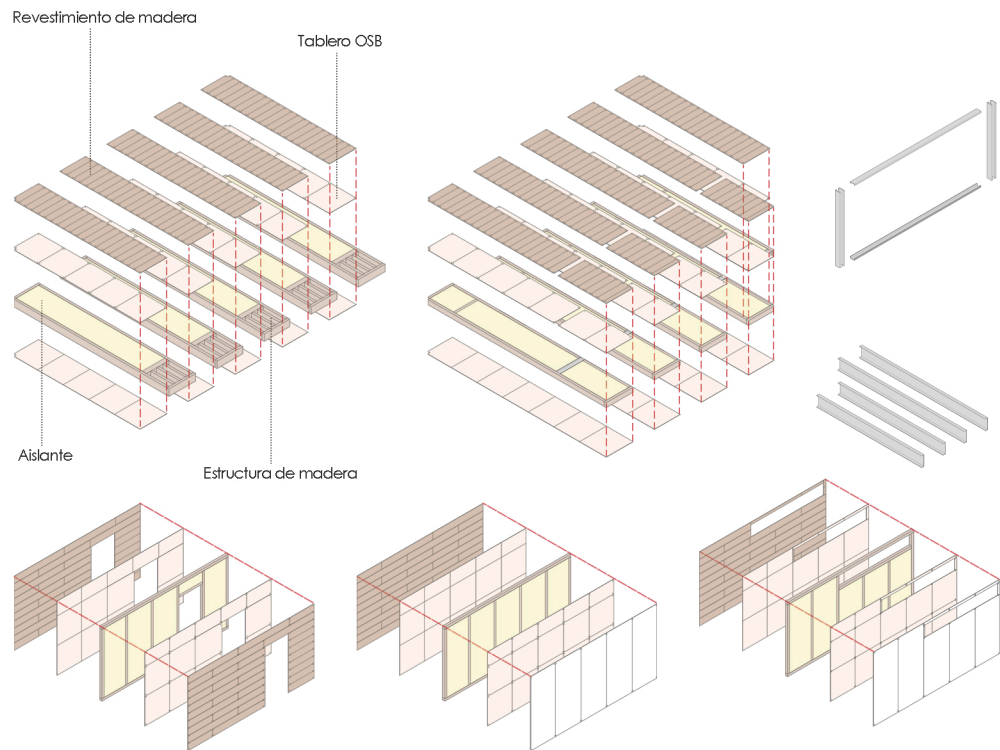 Revestimiento de madera
Tablero OSB
Aislante
Estructura de madera